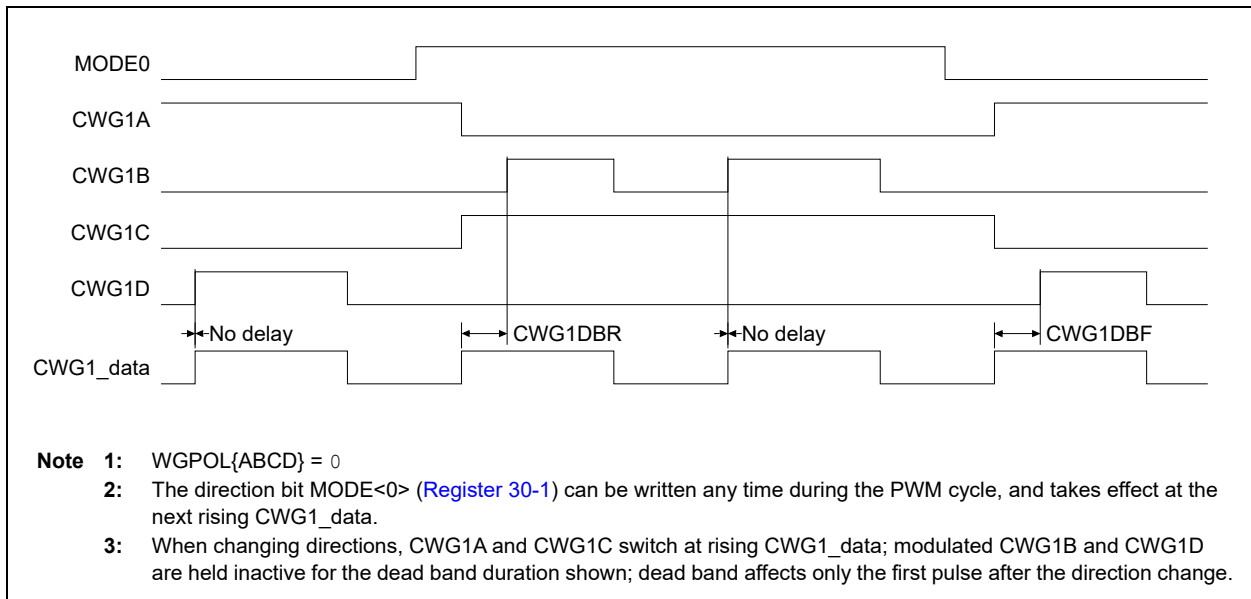 MODE0
CWG1A
CWG1B
CWG1C
CWG1D
No delay CWG1DBR No delay CWG1DBF
CWG1_data
Note 1: WGPOL{ABCD} = 0
2: The direction bit MODE<0> (Register 30-1) can be written any time during the PWM cycle, and takes effect at the
next rising CWG1_data.
3: When changing directions, CWG1A and CWG1C switch at rising CWG1_data; modulated CWG1B and CWG1D
are held inactive for the dead band duration shown; dead band affects only the first pulse after the direction change.